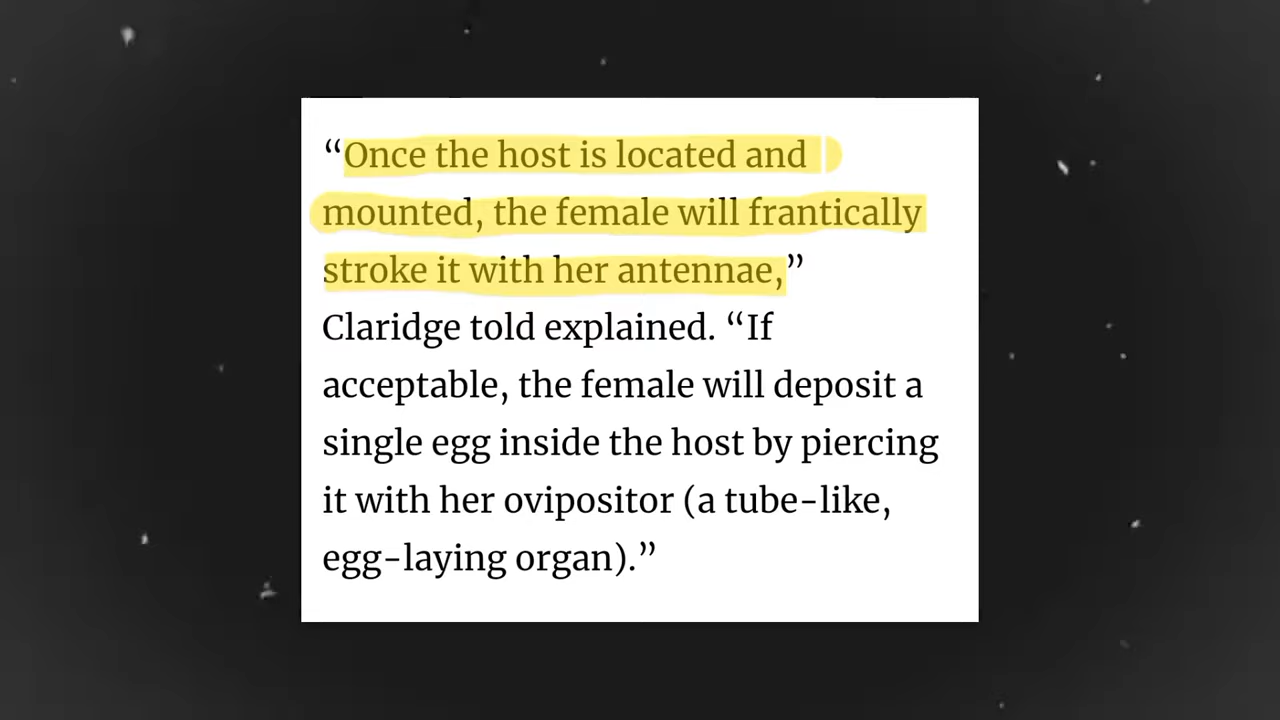 “Once the host is located and
mounted, the female will frantically
stroke it with her antennae,”
Claridge told explained. “If
acceptable, the female will deposit a
single egg inside the host by piercing
it with her ovipositor (a tube-like,
egg-laying organ).”